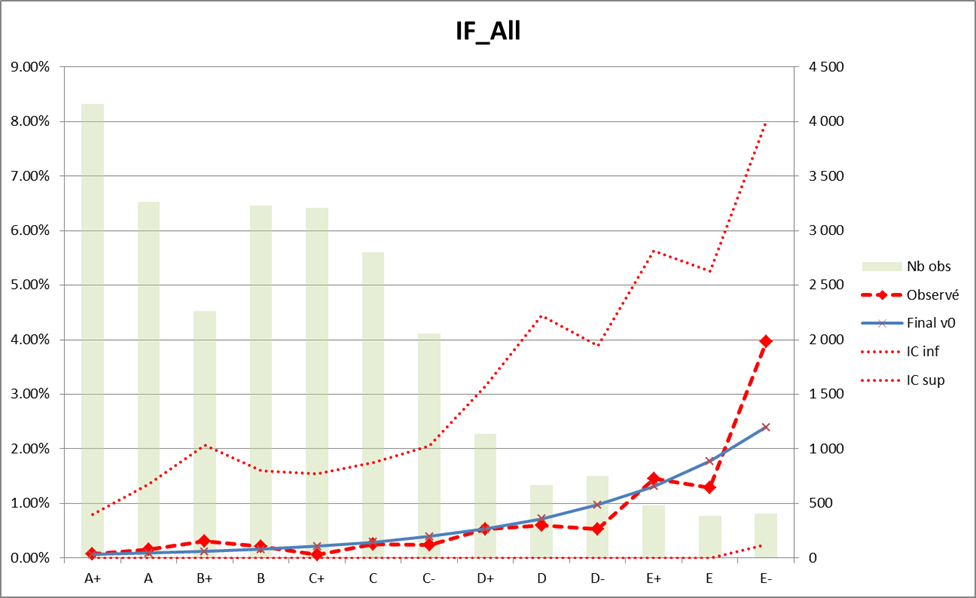 IF_All
9.00%
8.00%
7.00%
6.00%
5.00%
4.00%
3.00%
2.00%
1.00%
0.00%
4 500
4 000
3 500
3 000
2 500
2 000
1 500
1 000
500
0
A+ A B+ B C+ C C- D+ D D- E+ E E-
Nb obs
Observé
Final v0
IC inf
IC sup